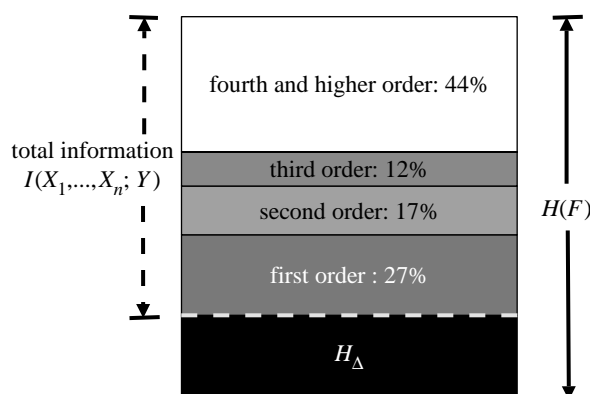 fourth and higher order: 44%
total information
I(X1,...,Xn; Y)
third order: 12%
second order: 17%
H(F)
first order : 27%
HΔ